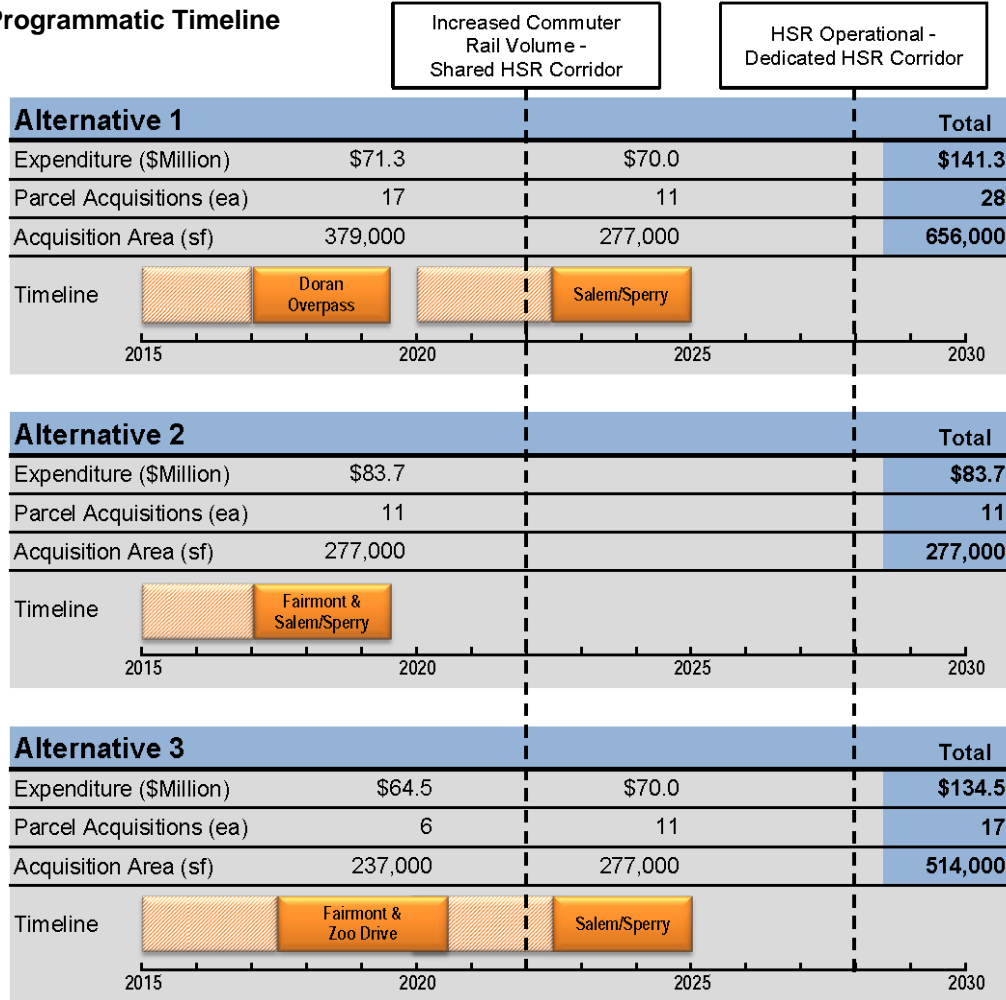 Programmatic Timeline
Increased Commuter
Rail Volume -
Shared HSR Corridor
HSR Operational -
Dedicated HSR Corridor
Alternative 1 Total
Expenditure ($Million) $71.3 $70.0 $141.3
Parcel Acquisitions (ea) 17 11 28
Acquisition Area (sf) 379,000 277,000 656,000
Timeline
Doran
Overpass
Salem/Sperry
2015 2020 2025 2030
Alternative 2 Total
Expenditure ($Million) $83.7 $83.7
Parcel Acquisitions (ea) 11 11
Acquisition Area (sf) 277,000 277,000
Timeline
Fairmont &
Salem/Sperry
2015 2020 2025 2030
Alternative 3 Total
Expenditure ($Million) $64.5 $70.0 $134.5
Parcel Acquisitions (ea) 6 11 17
Acquisition Area (sf) 237,000 277,000 514,000
Timeline
Fairmont &
Zoo Drive
Salem/Sperry
2015 2020 2025 2030